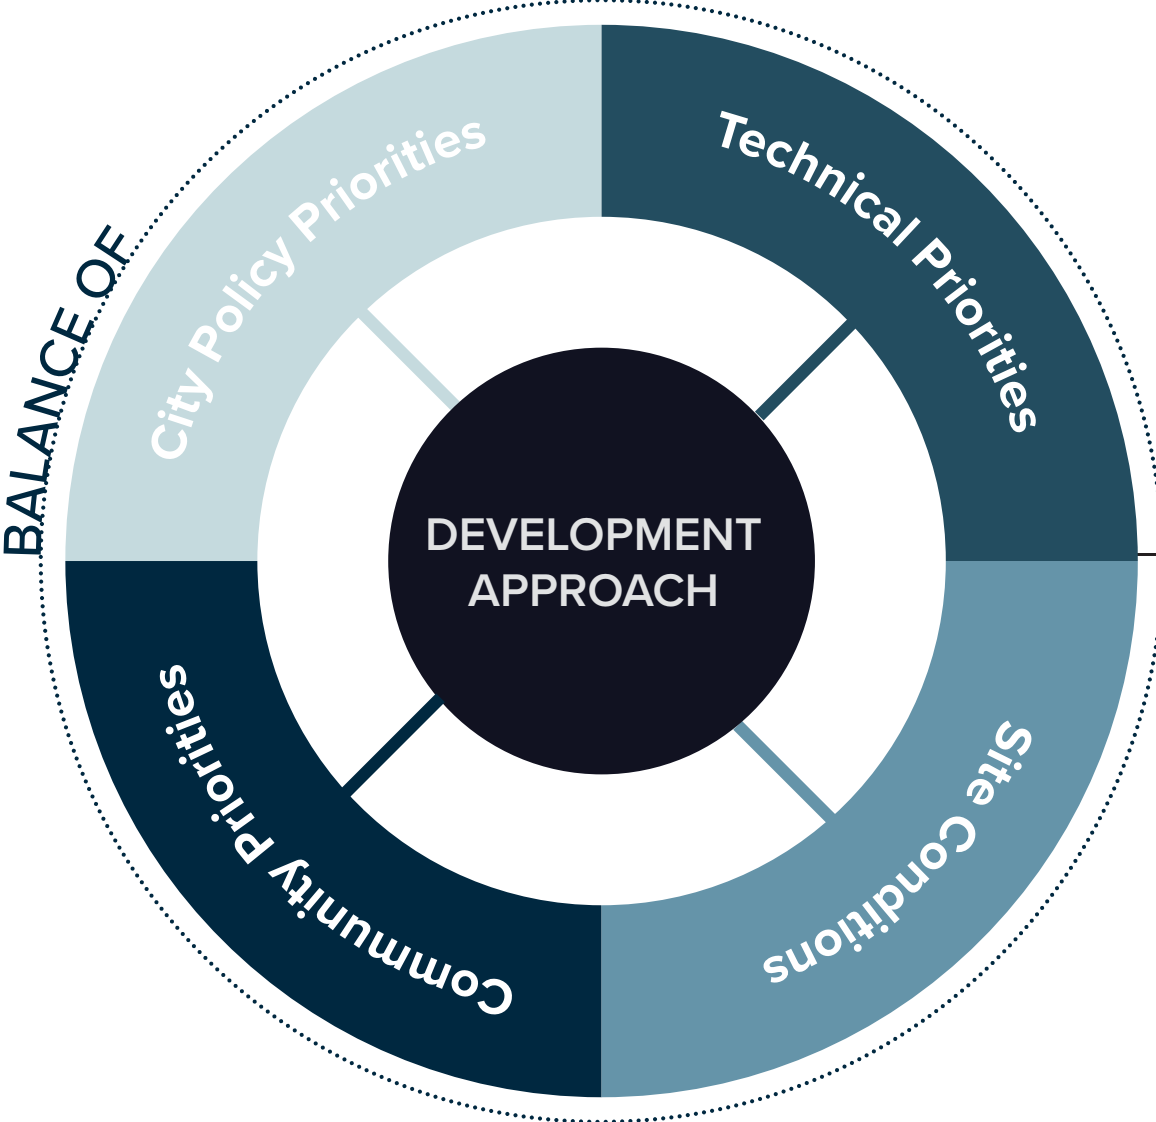 BALANCE OF
City Policy Priorities
Technical Priorities
DEVELOPMENT
APPROACH
Site Conditions
Community Priorities